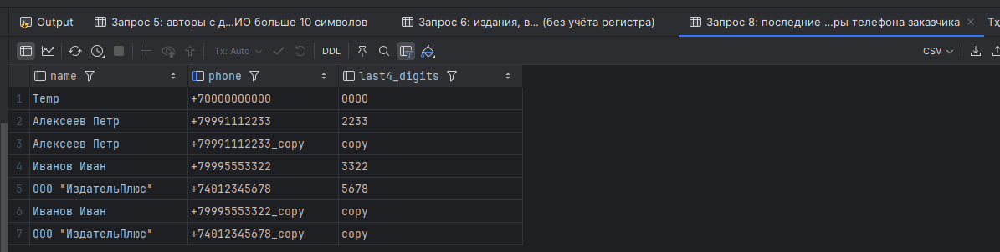 Output Запрос 5: авторы с д...ИО больше 10 символов Запрос 6: издания, в... (без учёта регистра) Запрос 8: последние ...ры телефона заказчика Tx
Tx: Auto DDL CSV
name phone last4_digits
1 Temp +70000000000 0000
2 Алексеев Петр +79991112233 2233
3 Алексеев Петр +79991112233_copy copy
4 Иванов Иван +79995553322 3322
5 ООО "ИздательПлюс" +74012345678 5678
6 Иванов Иван +79995553322_copy copy
7 ООО "ИздательПлюс" +74012345678_copy copy